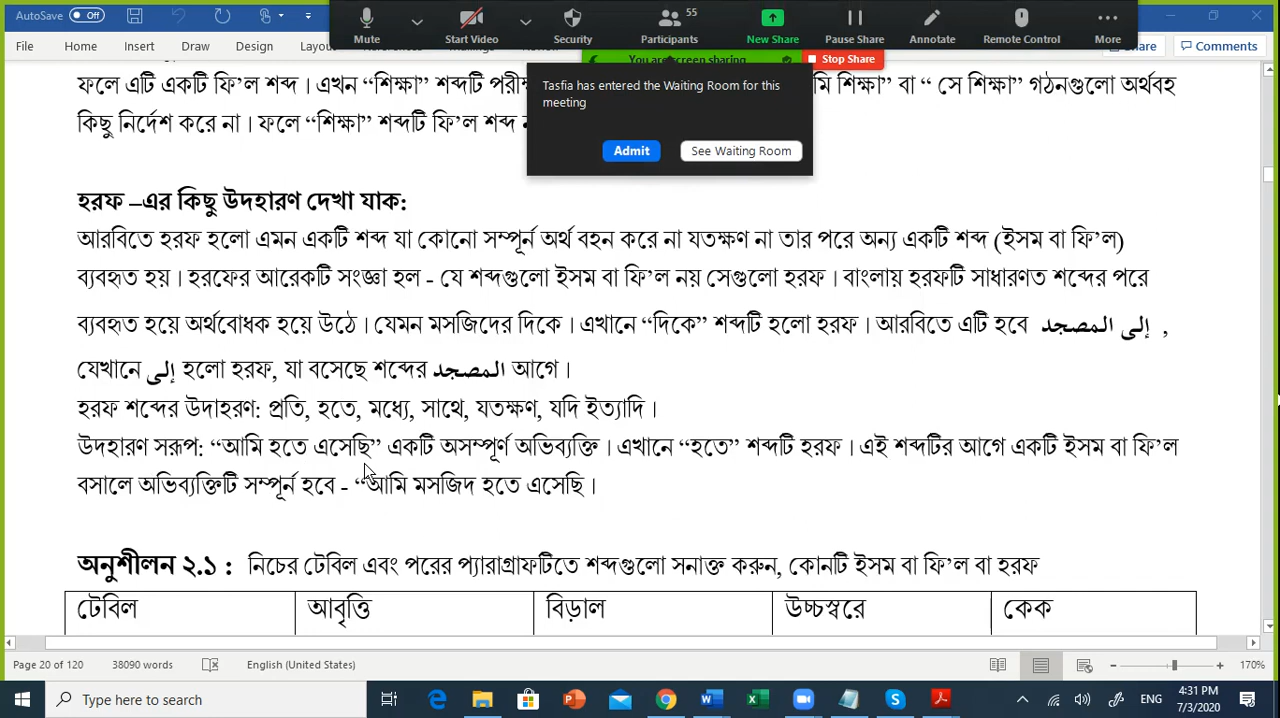 AutoSave Off
Mute
Start Video
Security
Participants 55
New Share
Pause Share
Annotate
Remote Control
More
File Home Insert Draw Design Layou
Share Comments
You are screen sharing
Stop Share
ফলে এটি একটি ফি’ল শব্দ। এখন “শিক্ষা” শব্দটি পরীক্ষ মি শিক্ষা” বা “ সে শিক্ষা” গঠনগুলো অর্থবহ
কিছু নির্দেশ করে না। ফলে “শিক্ষা” শব্দটি ফি’ল শব্দ ন
Tasfia has entered the Waiting Room for this
meeting
Admit See Waiting Room
হরফ –এর কিছু উদাহরণ দেখা যাক:
আরবিতে হরফ হলো এমন একটি শব্দ যা কোনো সম্পূর্ন অর্থ বহন করে না যতক্ষণ না তার পরে অন্য একটি শব্দ (ইসম বা ফি’ল)
ব্যবহৃত হয়। হরফের আরেকটি সংজ্ঞা হল - যে শব্দগুলো ইসম বা ফি’ল নয় সেগুলো হরফ। বাংলায় হরফটি সাধারণত শব্দের পরে
ব্যবহৃত হয়ে অর্থবোধক হয়ে উঠে। যেমন মসজিদের দিকে। এখানে “দিকে” শব্দটি হলো হরফ। আরবিতে এটি হবে إلى المصجد ,
যেখানে إلى হলো হরফ, যা বসেছে শব্দের المصجد আগে।
হরফ শব্দের উদাহরণ: প্রতি, হতে, মধ্যে, সাথে, যতক্ষণ, যদি ইত্যাদি।
উদহারণ সরূপ: “আমি হতে এসেছি” একটি অসম্পূর্ণ অভিব্যক্তি। এখানে “হতে” শব্দটি হরফ। এই শব্দটির আগে একটি ইসম বা ফি’ল
বসালে অভিব্যক্তিটি সম্পূর্ন হবে - “আমি মসজিদ হতে এসেছি।
অনুশীলন ২.১ : নিচের টেবিল এবং পরের প্যারাগ্রাফটিতে শব্দগুলো সনাক্ত করুন, কোনটি ইসম বা ফি’ল বা হরফ
টেবিল আবৃত্তি বিড়াল উচ্চস্বরে কেক
Page 20 of 120 38090 words English (United States) 170%
Type here to search
ENG
4:31 PM
7/3/2020